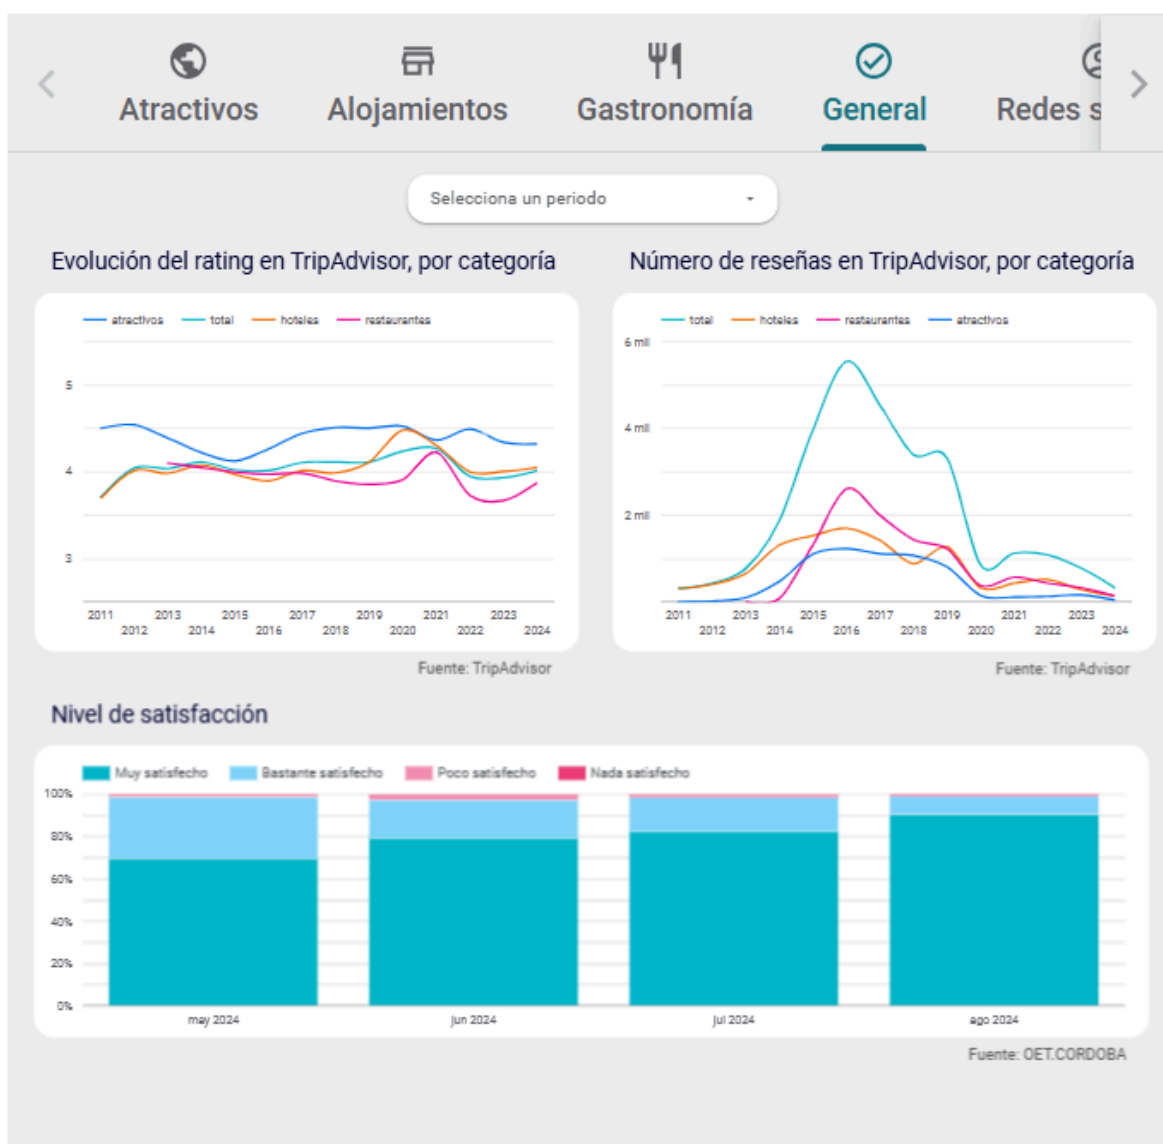 Atractivos
Alojamientos
Gastronomía
General
Redes s
Selecciona un periodo
Evolución del rating en TripAdvisor, por categoría
atractivos total hoteles restaurantes
5
4
3
2011 2013 2015 2017 2019 2021 2023
2012 2014 2016 2018 2020 2022 2024
Fuente: TripAdvisor
Número de reseñas en TripAdvisor, por categoría
total hoteles restaurantes atractivos
6 mil
4 mil
2 mil
2011 2013 2015 2017 2019 2021 2023
2012 2014 2016 2018 2020 2022 2024
Fuente: TripAdvisor
Nivel de satisfacción
Muy satisfecho Bastante satisfecho Poco satisfecho Nada satisfecho
100%
80%
60%
40%
20%
0%
may 2024 jun 2024 jul 2024 ago 2024
Fuente: OET.CORDOBA